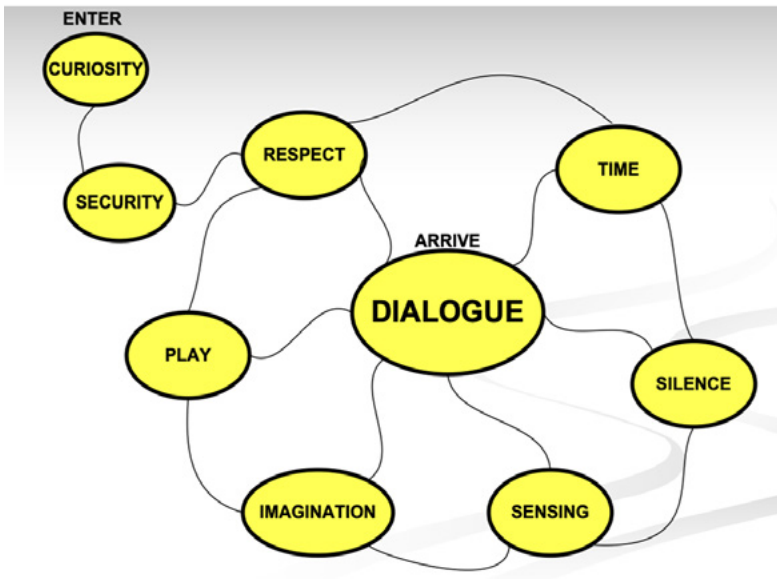 ENTER
CURIOSITY
RESPECT
TIME
SECURITY
ARRIVE
DIALOGUE
PLAY
SILENCE
IMAGINATION
SENSING